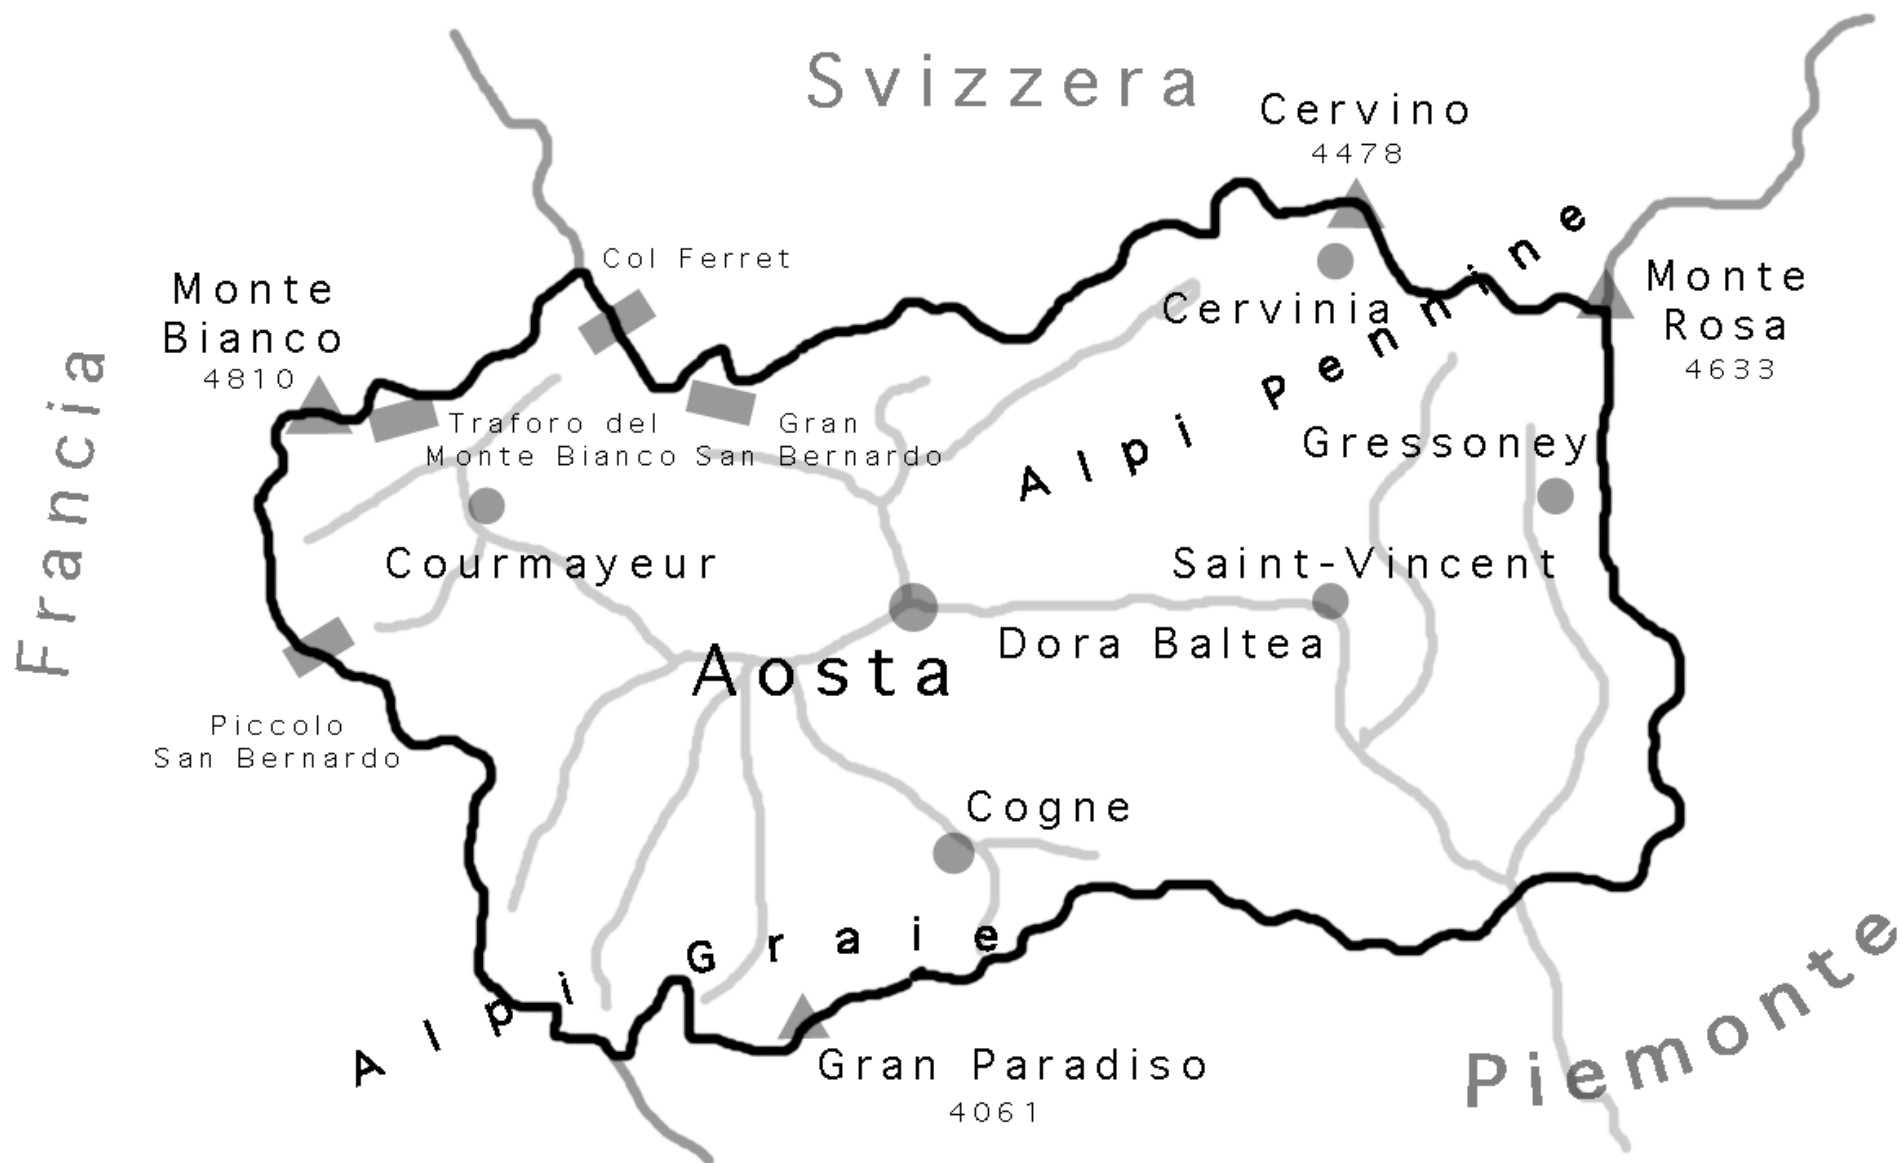 Svizzera
Cervino
4478
Col Ferret
Monte
Bianco
4810
Monte
Rosa
4633
Cervinia
Alpi Pennine
Francia
Traforo del
Monte Bianco
Gran
San Bernardo
Gressoney
Courmayeur
Saint-Vincent
Dora Baltea
Aosta
Piccolo
San Bernardo
Cogne
Alpi Graie
Gran Paradiso
4061
Piemonte